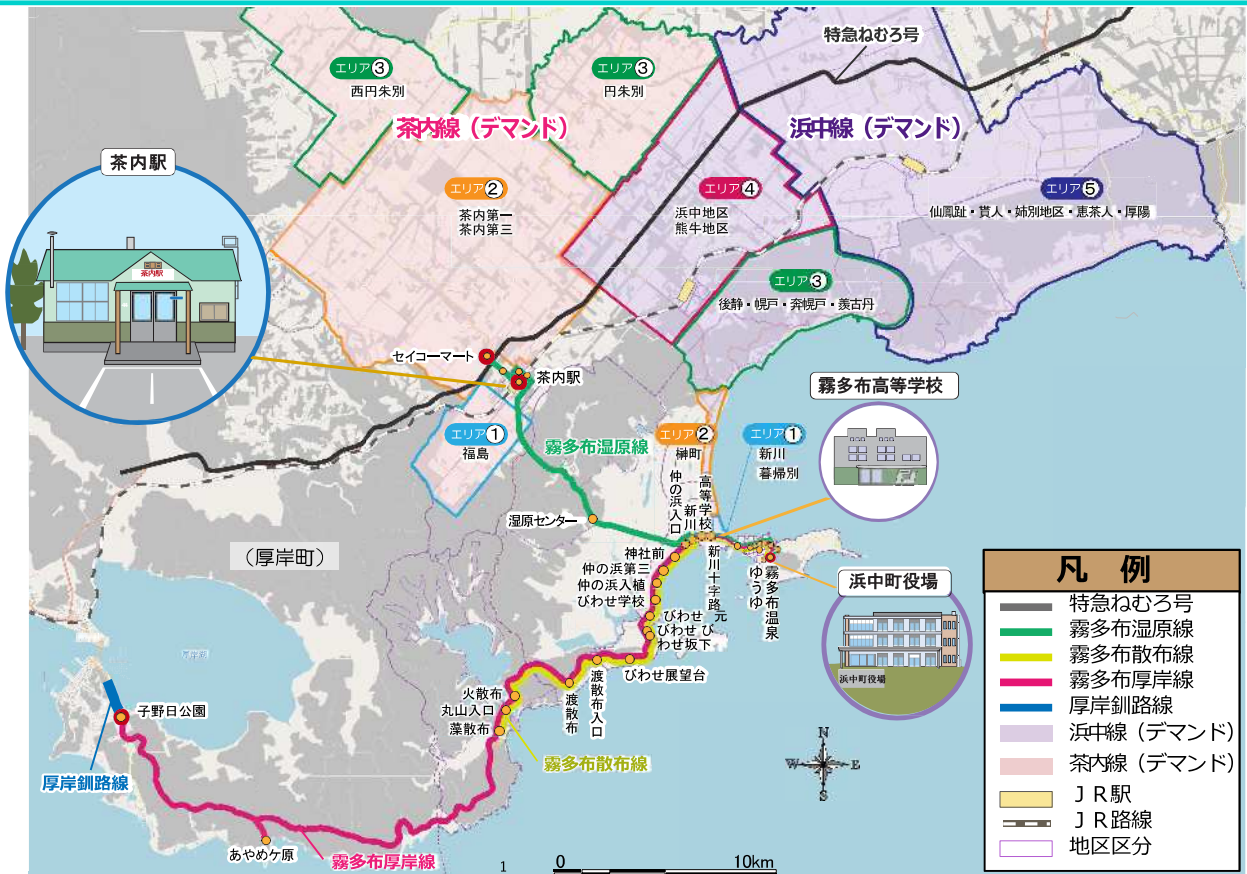 特急ねむろ号
エリア③
西円朱別
エリア③
円朱別
茶内線（デマンド）
浜中線（デマンド）
茶内駅
茶内駅
エリア②
茶内第一
茶内第三
エリア④
浜中地区
熊牛地区
エリア⑤
仙鳳趾・貰人・姉別地区・恵茶人・厚陽
エリア③
後静・幌戸・奔幌戸・羨古丹
セイコーマート
茶内駅
霧多布高等学校
エリア①
福島
霧多布湿原線
エリア②
榊町
エリア①
新川
暮帰別
仲の浜入口
新川
高等学校
湿原センター
（厚岸町）
神社前
仲の浜第三
仲の浜入植
びわせ学校
新川十字路
元
ゆうゆ
霧多布温泉
浜中町役場
浜中町役場
びわせ
びわせ び
わせ坂下
びわせ展望台
渡散布入口
渡散布
火散布
丸山入口
藻散布
霧多布散布線
子野日公園
厚岸釧路線
あやめケ原
霧多布厚岸線
N
W
E
S
1
0
10km
凡 例
特急ねむろ号
霧多布湿原線
霧多布散布線
霧多布厚岸線
厚岸釧路線
浜中線（デマンド）
茶内線（デマンド）
ＪＲ駅
ＪＲ路線
地区区分